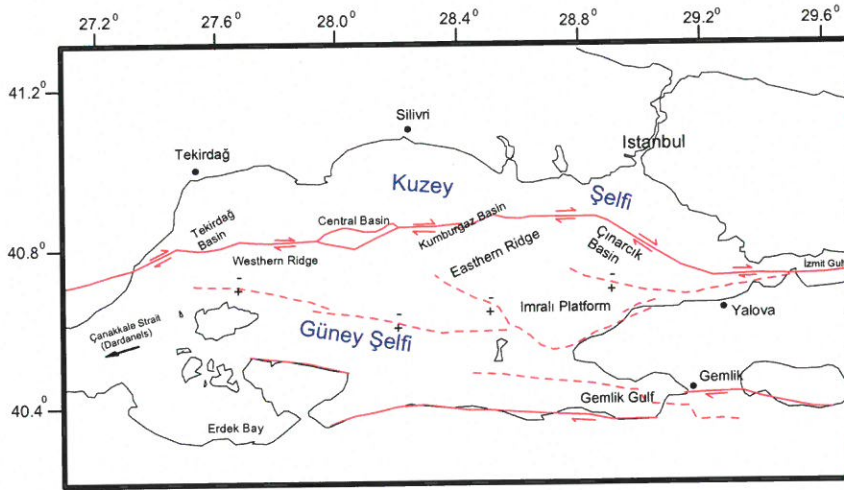 27.2⁰ 27.6⁰ 28.0⁰ 28.4⁰ 28.8⁰ 29.2⁰ 29.6⁰
41.2⁰
40.8⁰
40.4⁰
Silivri
Istanbul
Tekirdağ
Kuzey
Şelfi
Tekirdağ
Basin
Central Basin
Kumburgaz Basin
Çınarcık
Basin
Westhern Ridge
Easthern Ridge
İzmit Gulf
- + - + - + - +
Imralı Platform
Yalova
Çanakkale Strait
(Dardanels)
Güney Şelfi
Gemlik
Gemlik Gulf
Erdek Bay